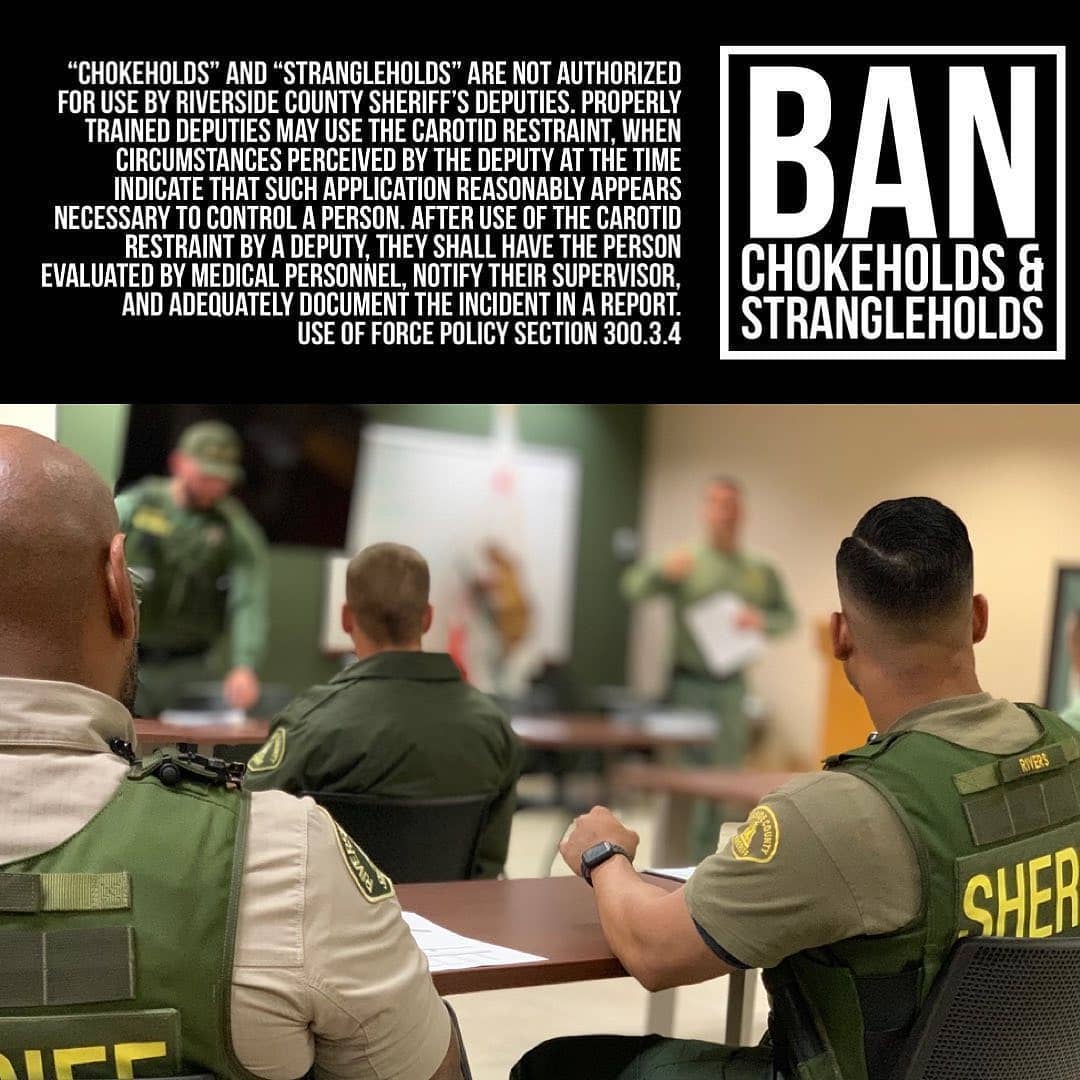 “CHOKEHOLDS” AND “STRANGLEHOLDS” ARE NOT AUTHORIZED
FOR USE BY RIVERSIDE COUNTY SHERIFF’S DEPUTIES. PROPERLY
TRAINED DEPUTIES MAY USE THE CAROTID RESTRAINT, WHEN
CIRCUMSTANCES PERCEIVED BY THE DEPUTY AT THE TIME
INDICATE THAT SUCH APPLICATION REASONABLY APPEARS
NECESSARY TO CONTROL A PERSON. AFTER USE OF THE CAROTID
RESTRAINT BY A DEPUTY, THEY SHALL HAVE THE PERSON
EVALUATED BY MEDICAL PERSONNEL, NOTIFY THEIR SUPERVISOR,
AND ADEQUATELY DOCUMENT THE INCIDENT IN A REPORT.
USE OF FORCE POLICY SECTION 300.3.4
BAN
CHOKEHOLDS &
STRANGLEHOLDS
RIVERS
COUNTY
SHER
RIVER
IFF